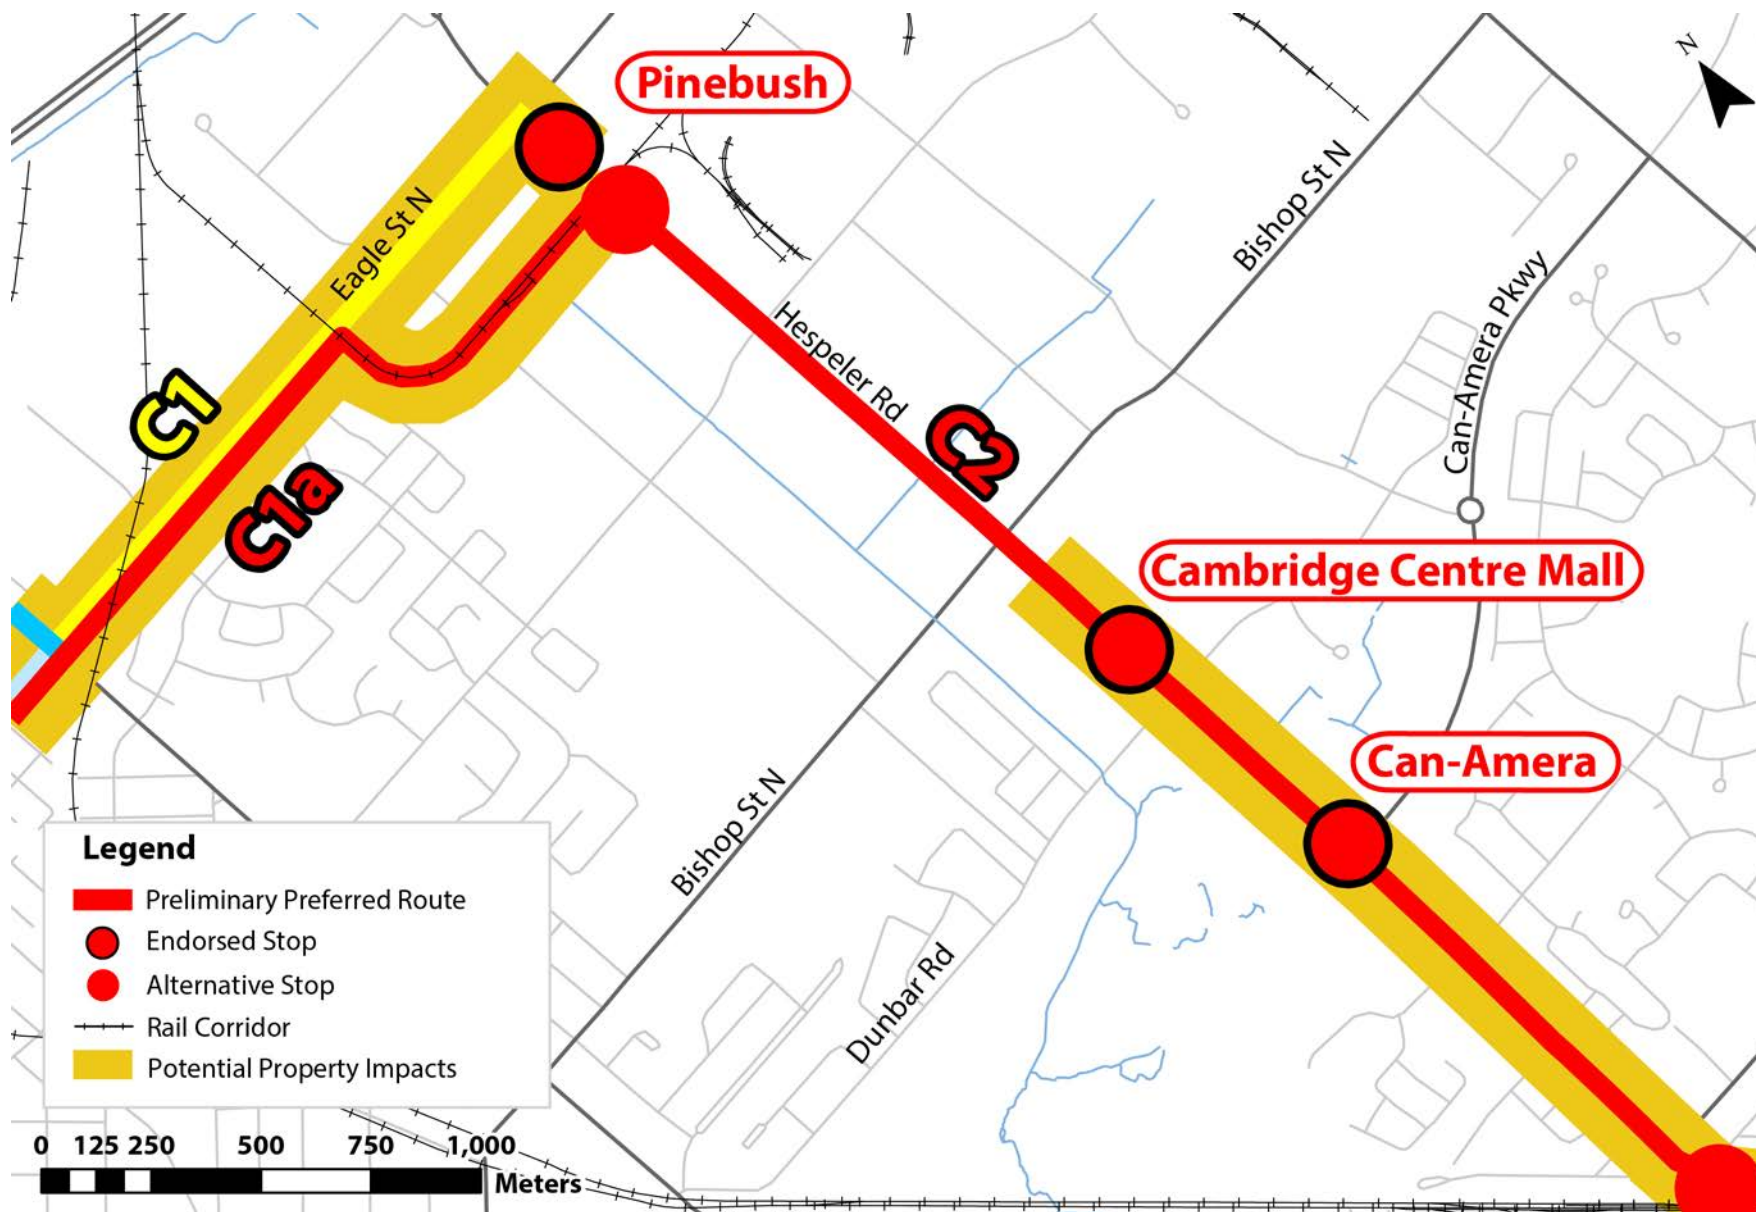 N
Pinebush
Bishop St N
Eagle St N
Can-Amera Pkwy
Hespeler Rd
C1
C2
C1a
Cambridge Centre Mall
Can-Amera
Bishop St N
Dunbar Rd
Legend
Preliminary Preferred Route
Endorsed Stop
Alternative Stop
Rail Corridor
Potential Property Impacts
0 125 250 500 750 1,000
Meters